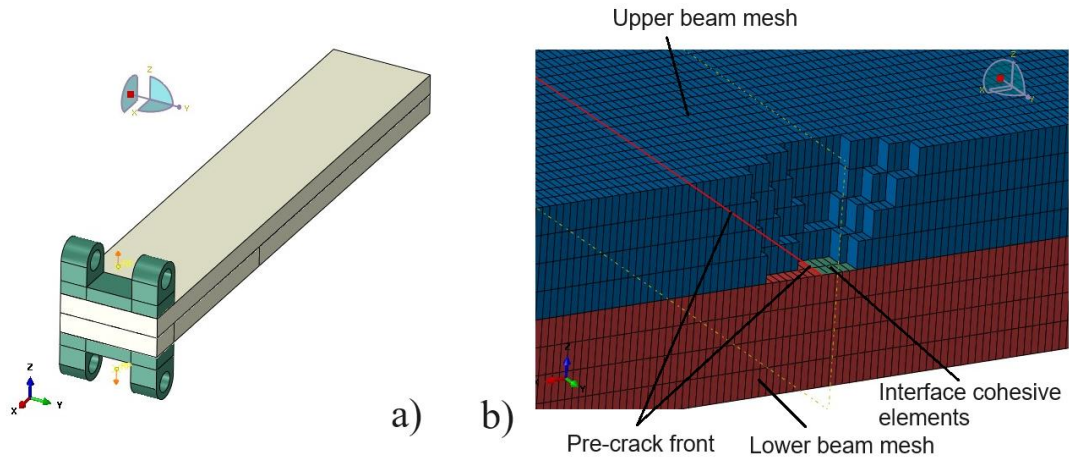 Upper beam mesh
Z
X
Y
X
Z
X
Y
a)
b)
Z
Y
Interface cohesive
elements
Pre-crack front
Lower beam mesh